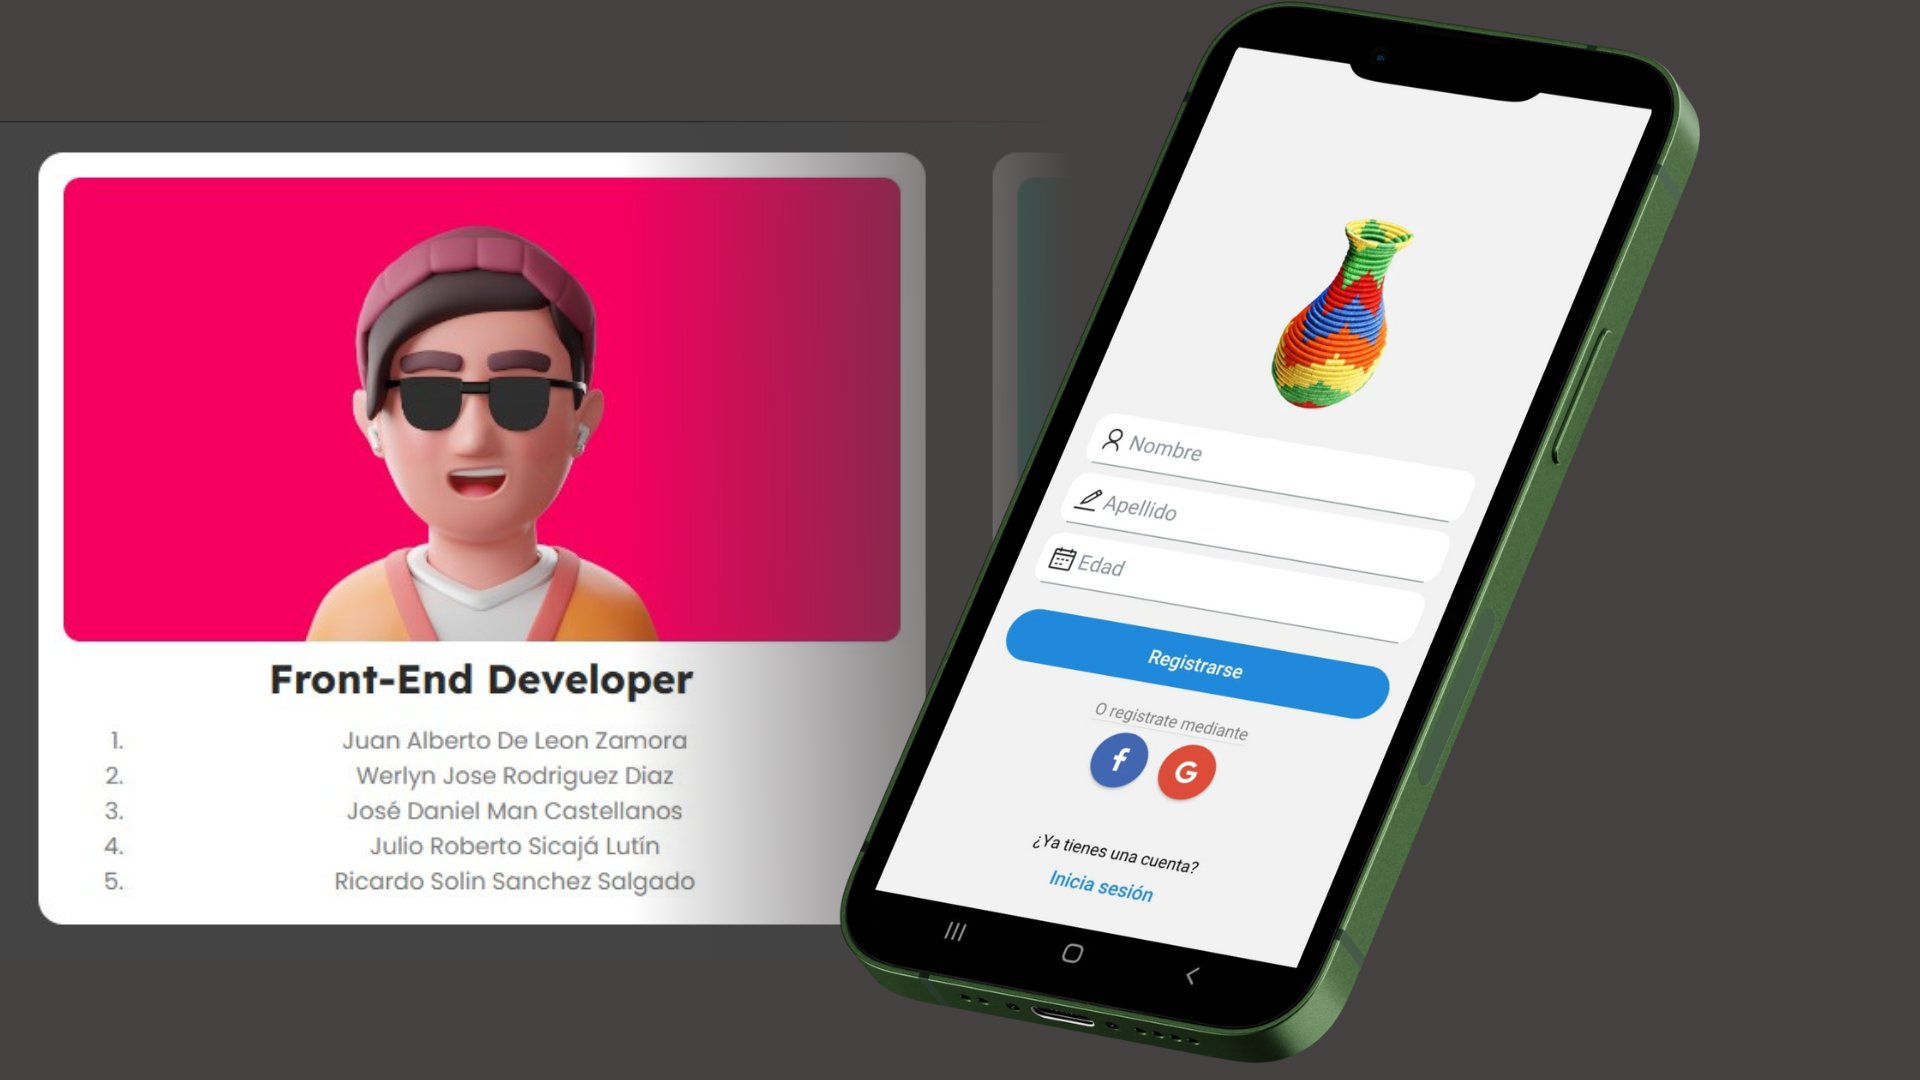 Front-End Developer
1. Juan Alberto De Leon Zamora
2. Werlyn Jose Rodriguez Diaz
3. José Daniel Man Castellanos
4. Julio Roberto Sicajá Lutín
5. Ricardo Solin Sanchez Salgado
Nombre
Apellido
Edad
Registrarse
O registrate mediante
f G
¿Ya tienes una cuenta?
Inicia sesión